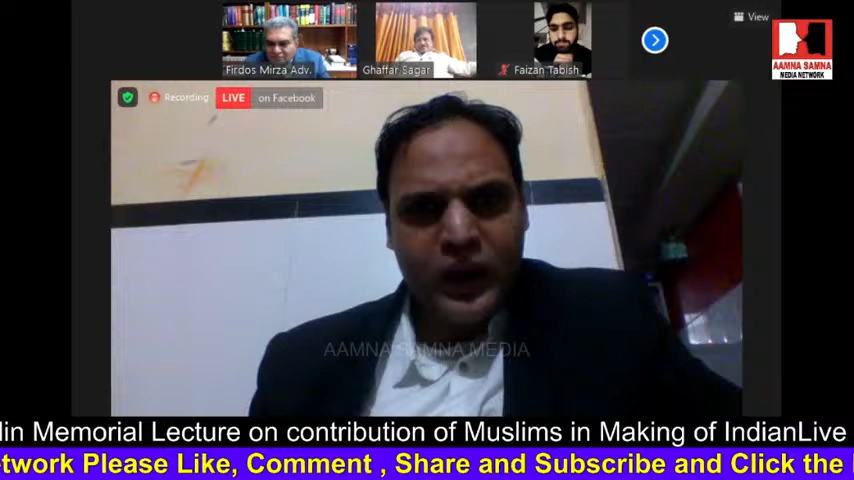 View
AAMNA SAMNA
MEDIA NETWORK
Firdos Mirza Adv.
Ghaffar Sagar
Faizan Tabish
Recording
LIVE on Facebook
AAMNA SAMNA MEDIA
Memorial Lecture on contribution of Muslims in Making of IndianLive
Please Like, Comment , Share and Subscribe and Click the